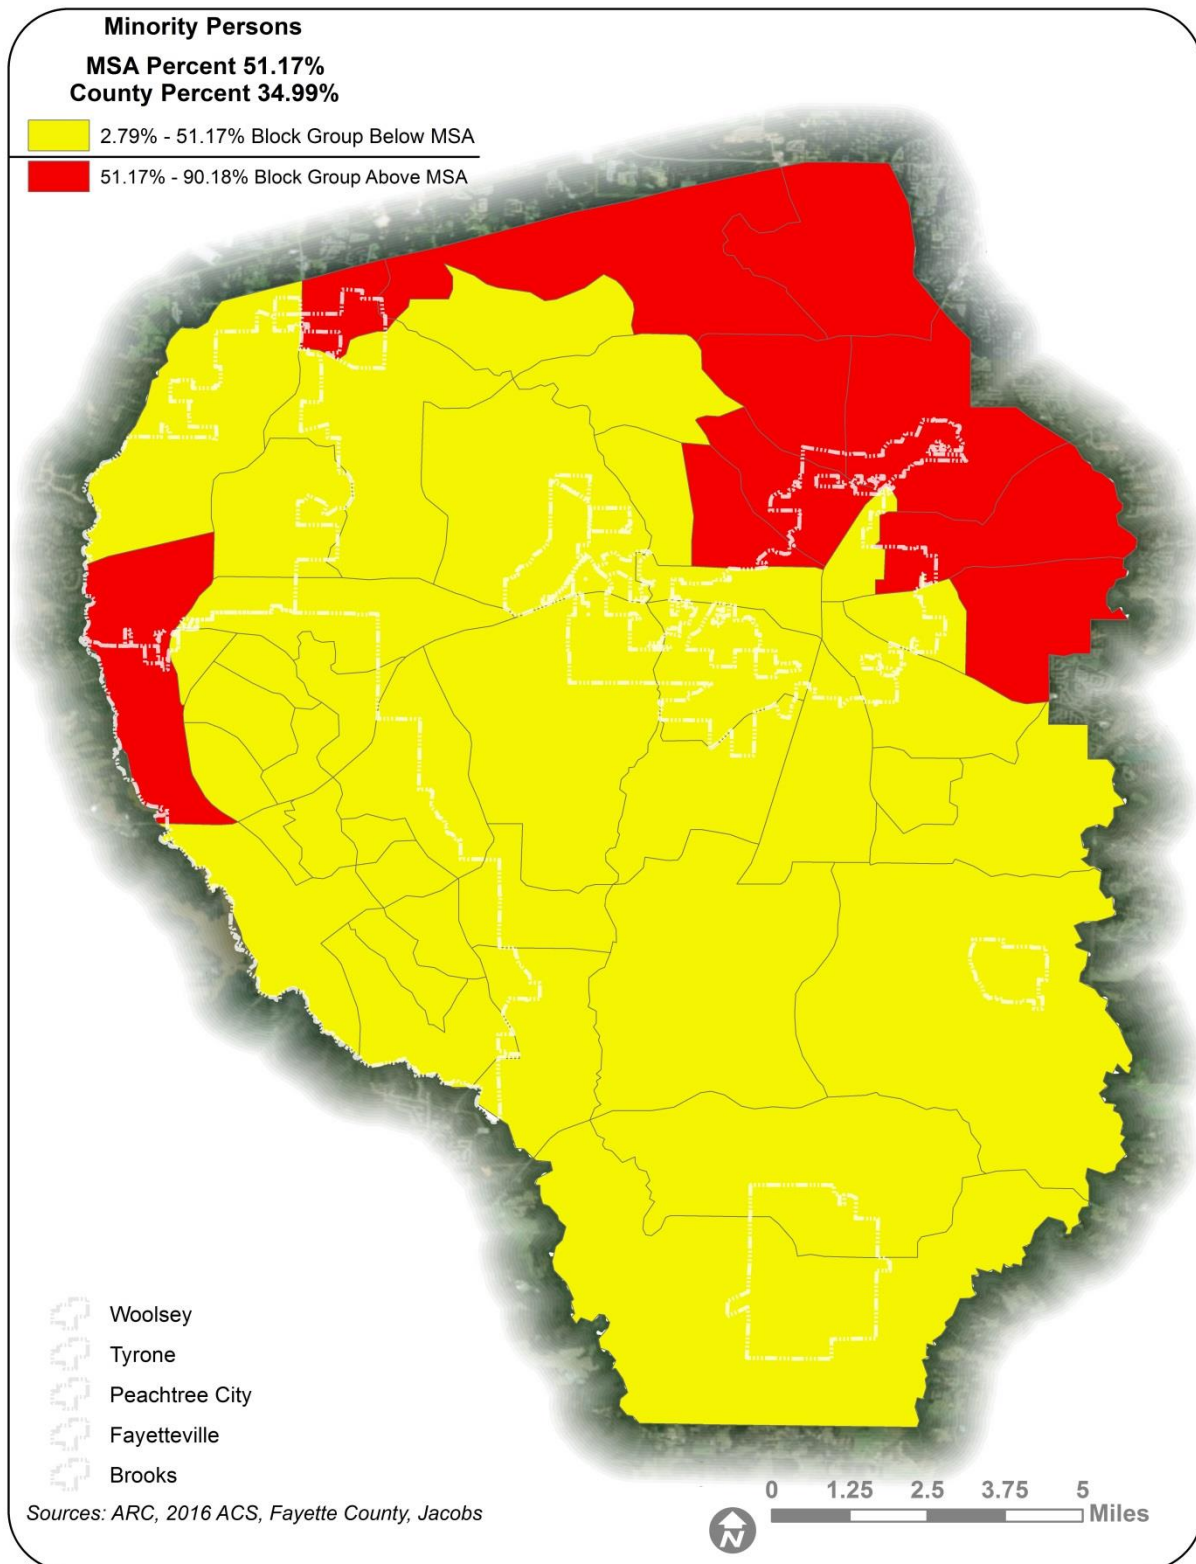 Minority Persons
MSA Percent 51.17%
County Percent 34.99%
2.79% - 51.17% Block Group Below MSA
51.17% - 90.18% Block Group Above MSA
Woolsey
Tyrone
Peachtree City
Fayetteville
Brooks
Sources: ARC, 2016 ACS, Fayette County, Jacobs
N
0 1.25 2.5 3.75 5
Miles